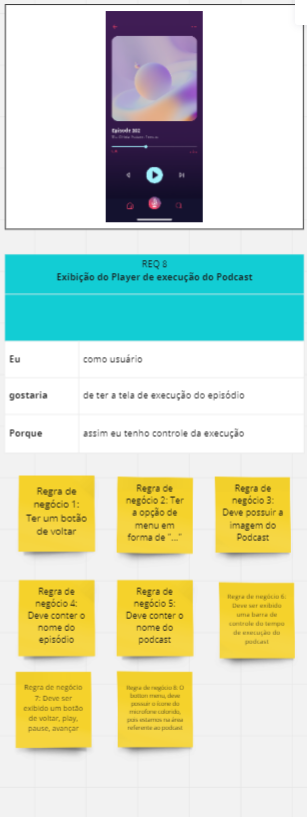 Episode 002
REQ 8
Exibição do Player de execução do Podcast
Eu como usuário
gostaria de ter a tela de execução do episódio
Porque assim eu tenho controle da execução
Regra de
negócio 1:
Ter um botão
de voltar
Regra de
negócio 2: Ter
a opção de
menu em
forma de "..."
Regra de
negócio 3:
Deve possuir a
imagem do
Podcast
Regra de
negócio 4:
Deve conter o
nome do
episódio
Regra de
negócio 5:
Deve conter o
nome do
podcast
Regra de negócio 6:
Deve ser exibido
uma barra de
controle do tempo
de execução do
podcast
Regra de negócio
7: Deve ser
exibido um botão
de voltar, play,
pause, avançar
Regra de negócio 8: O
botton menu, deve
possuir o ícone do
microfone colorido,
pois estamos na área
referente ao podcast